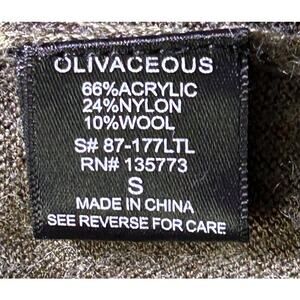 OLIVACEOUS
66%ACRYLIC
24%NYLON
10%WOOL
S# 87-177LTL
RN# 135773
S
MADE IN CHINA
SEE REVERSE FOR CARE